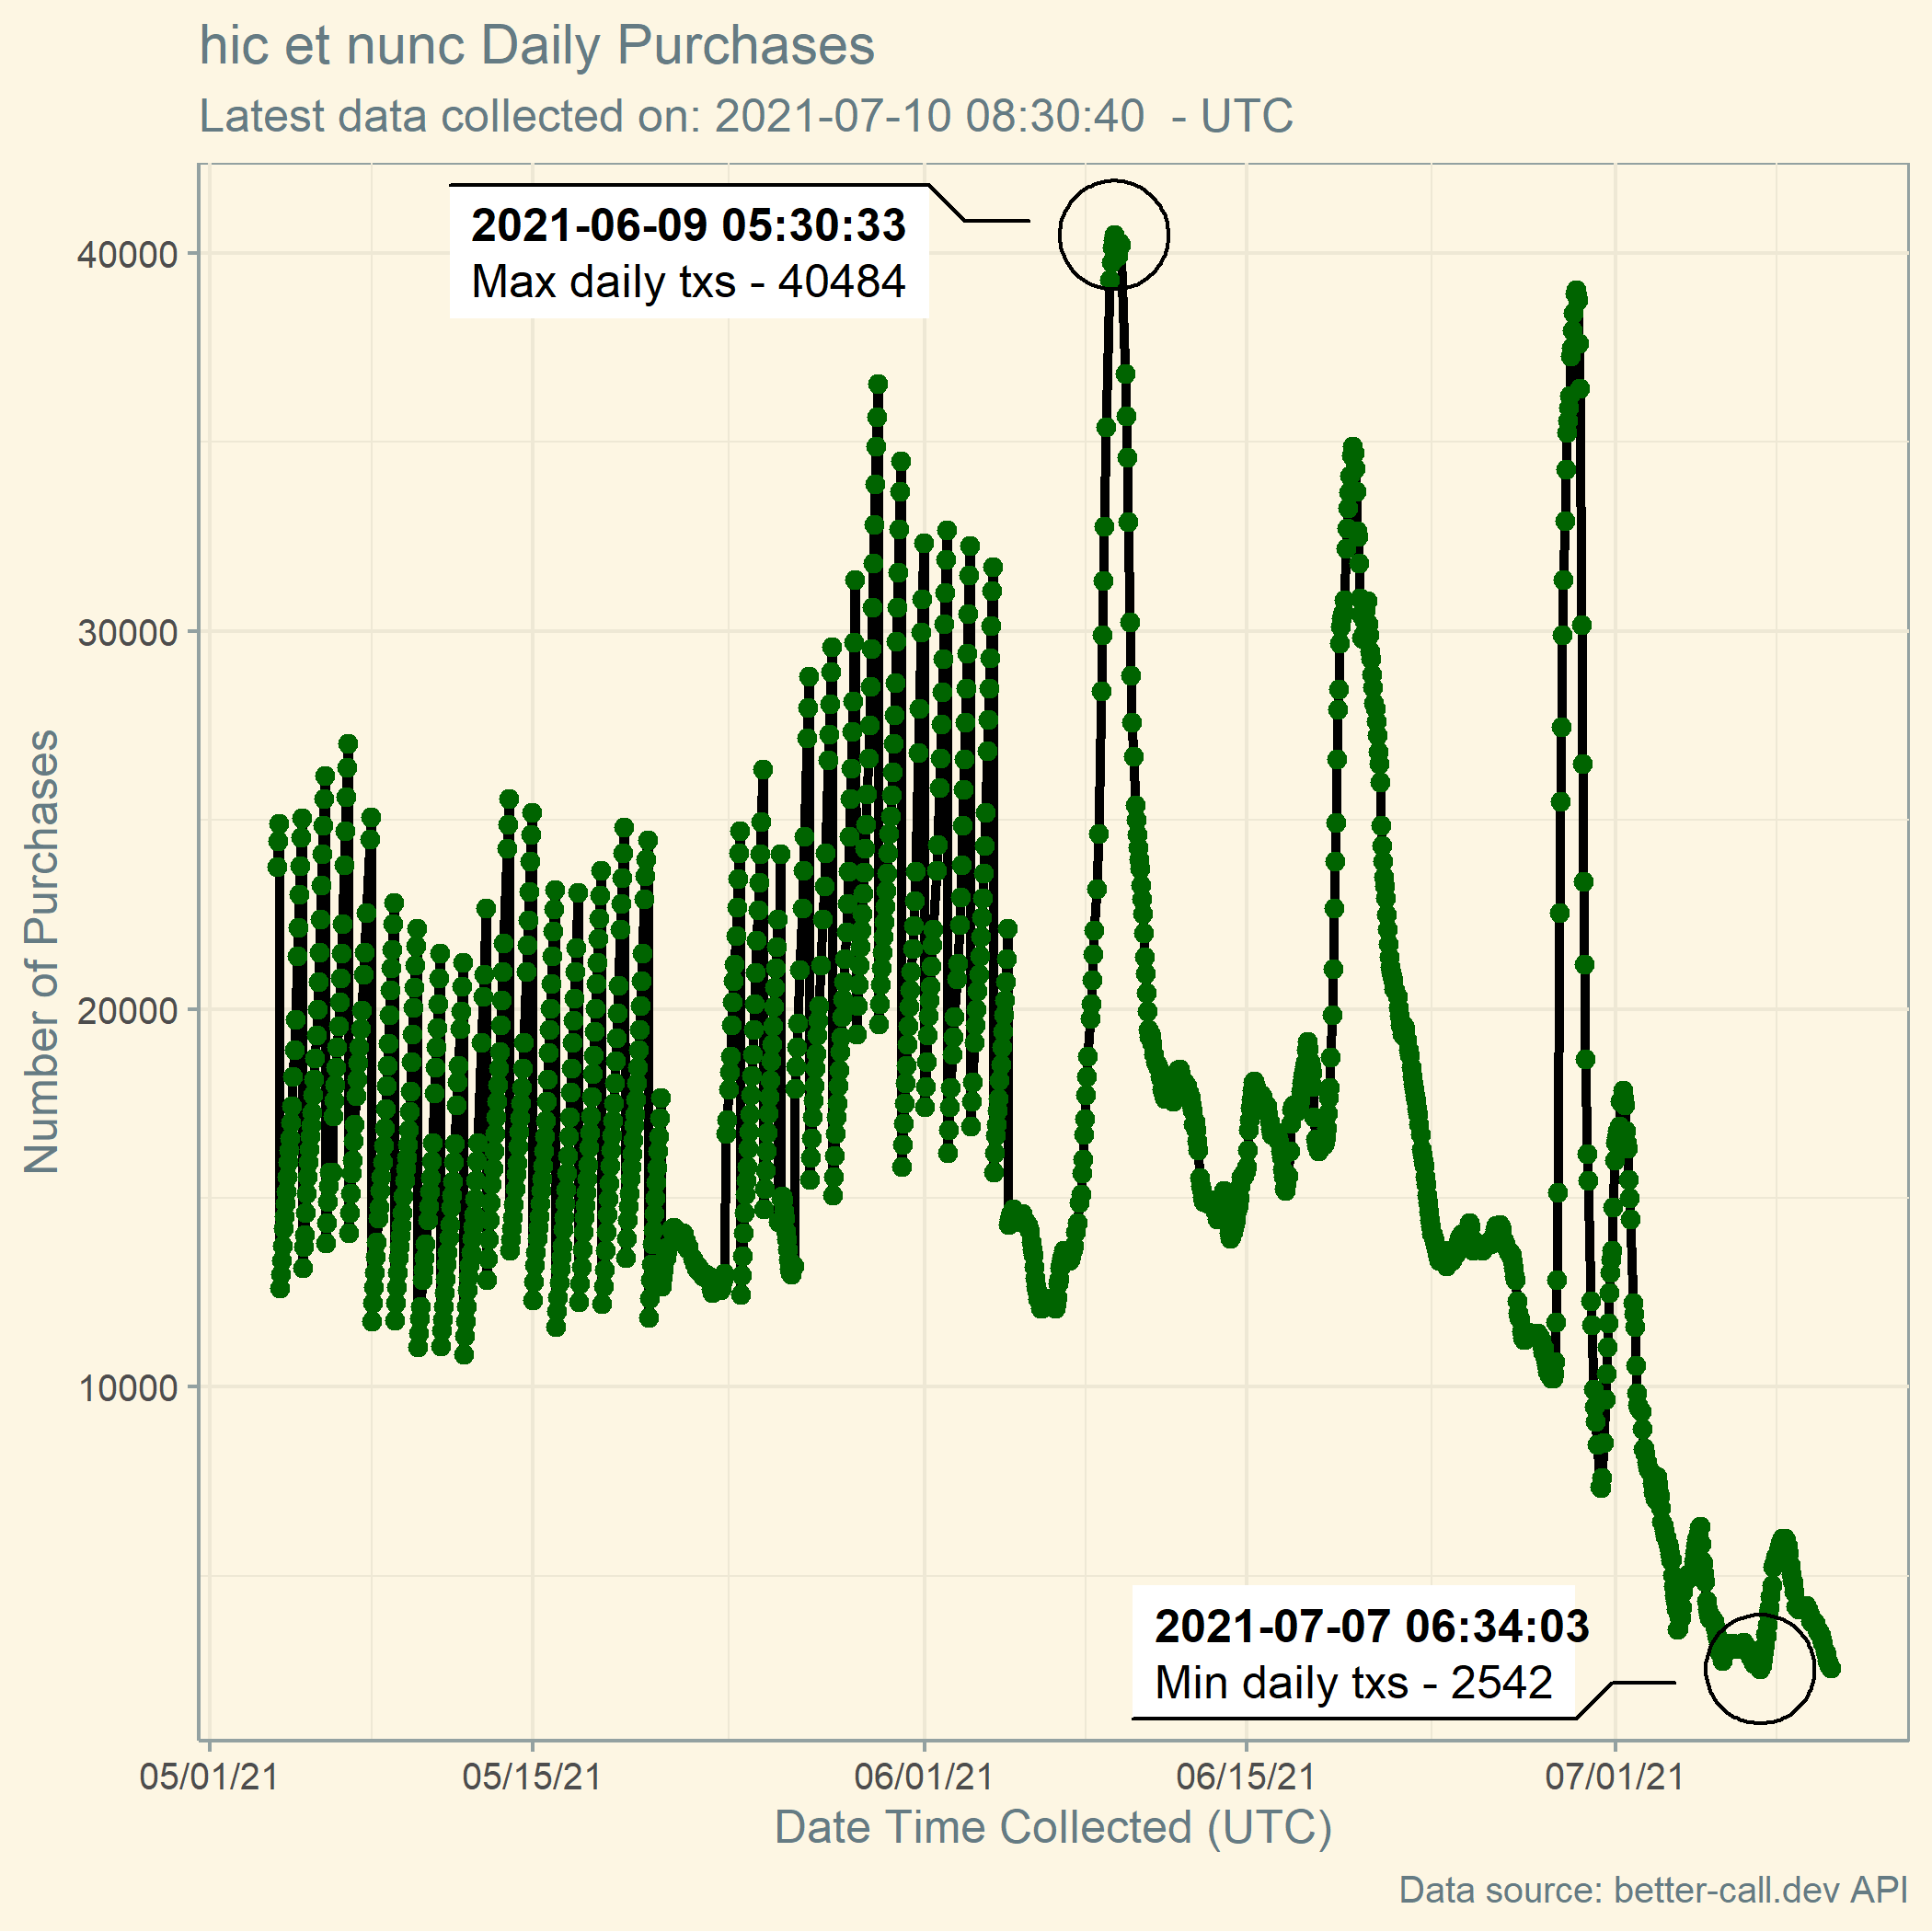 hic et nunc Daily Purchases
Latest data collected on: 2021-07-10 08:30:40  - UTC
2021-06-09 05:30:33
Max daily txs - 40484
40000
30000
20000
10000
Number of Purchases
2021-07-07 06:34:03
Min daily txs - 2542
05/01/21 05/15/21 06/01/21 06/15/21 07/01/21
Date Time Collected (UTC)
Data source: better-call.dev API